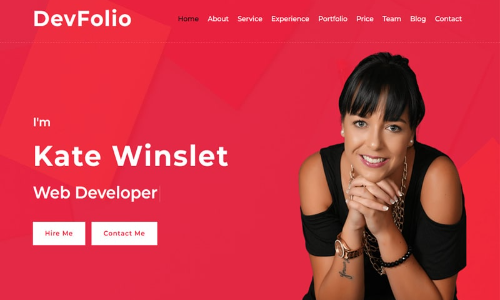 DevFolio
Home About Service Experience Portfolio Price Team Blog Contact
I'm
Kate Winslet
Web Developer
Hire Me Contact Me